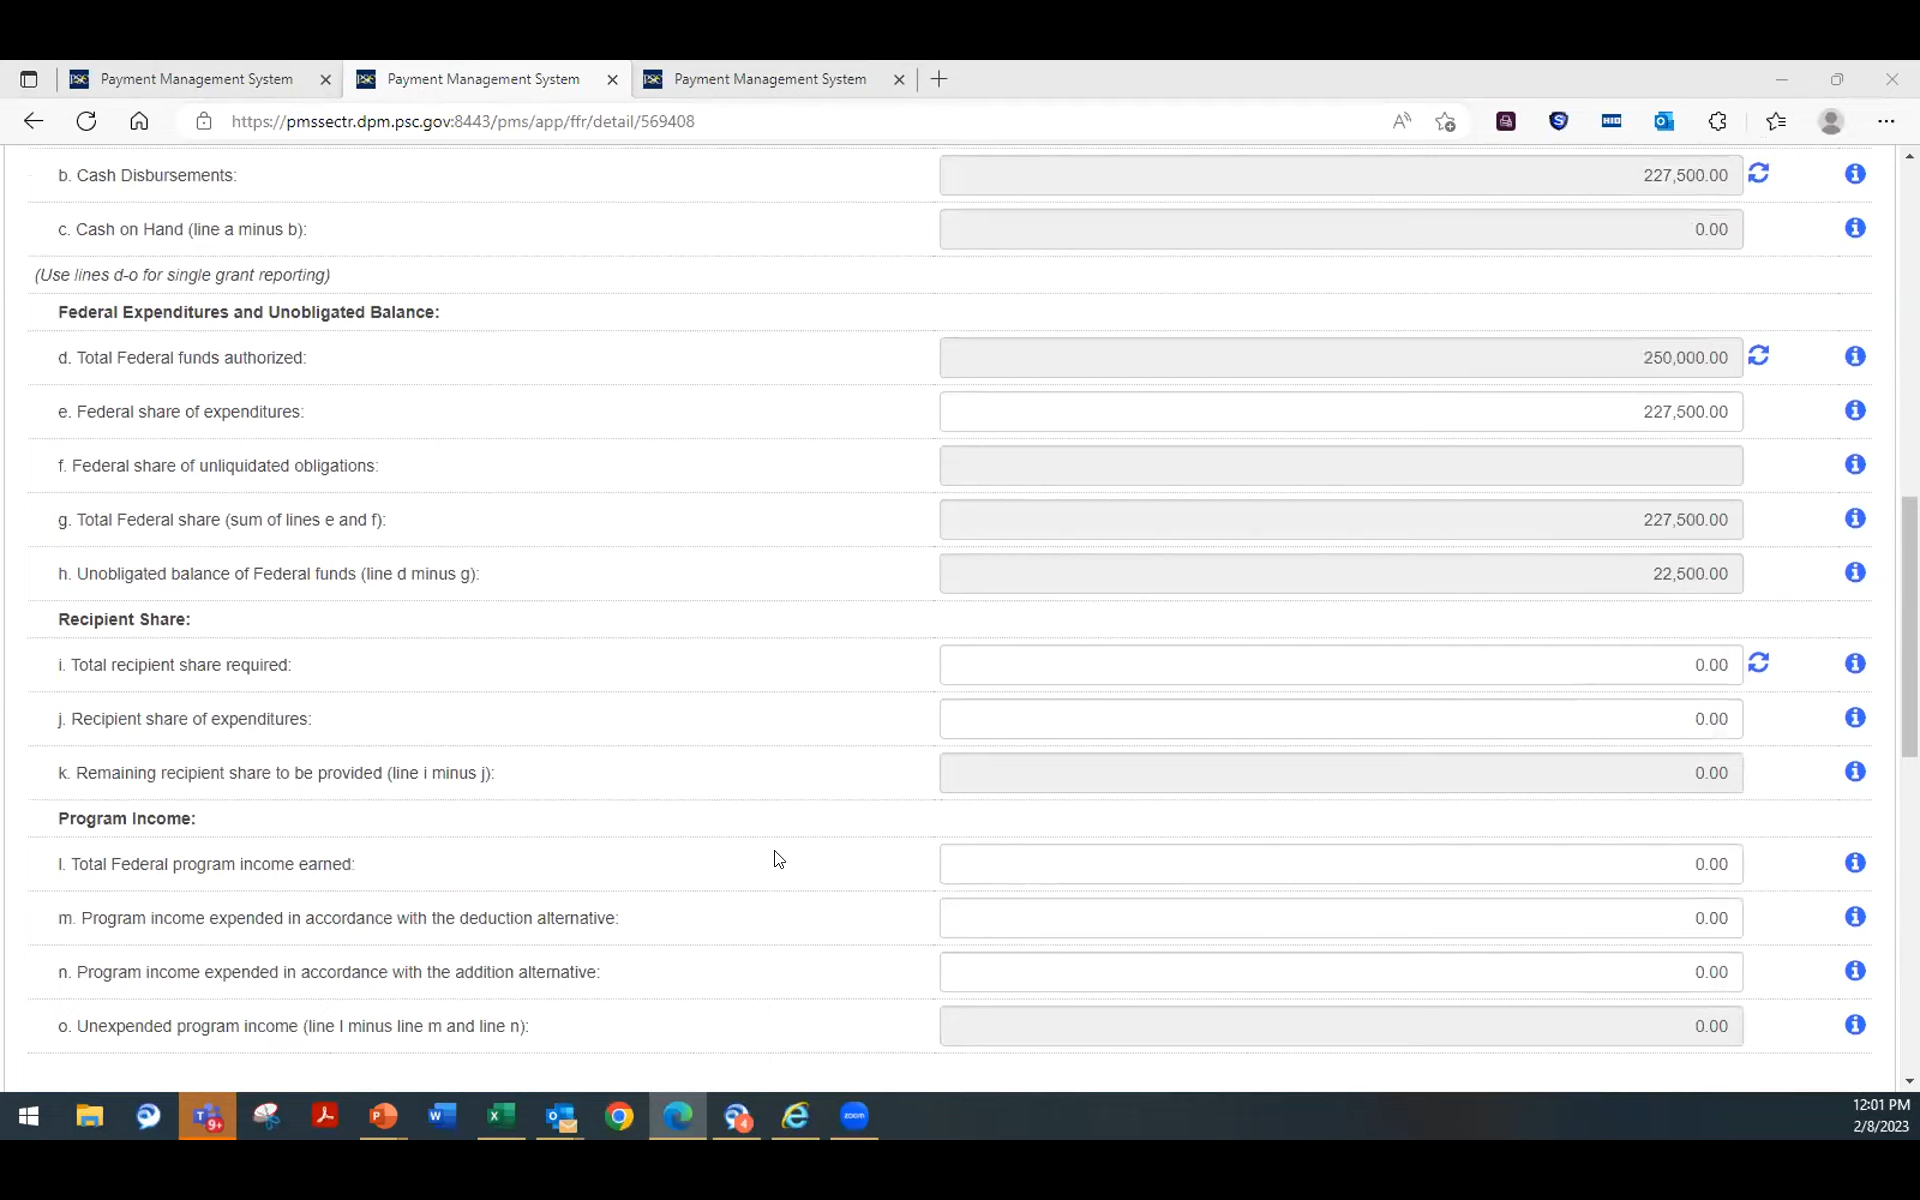 Payment Management System
Payment Management System
Payment Management System
https://pmssectr.dpm.psc.gov:8443/pms/app/ffr/detail/569408
b. Cash Disbursements: 227,500.00
c. Cash on Hand (line a minus b): 0.00
(Use lines d-o for single grant reporting)
Federal Expenditures and Unobligated Balance:
d. Total Federal funds authorized: 250,000.00
e. Federal share of expenditures: 227,500.00
f. Federal share of unliquidated obligations:
g. Total Federal share (sum of lines e and f): 227,500.00
h. Unobligated balance of Federal funds (line d minus g): 22,500.00
Recipient Share:
i. Total recipient share required: 0.00
j. Recipient share of expenditures: 0.00
k. Remaining recipient share to be provided (line i minus j): 0.00
Program Income:
l. Total Federal program income earned: 0.00
m. Program income expended in accordance with the deduction alternative: 0.00
n. Program income expended in accordance with the addition alternative: 0.00
o. Unexpended program income (line l minus line m and line n): 0.00
9+
4
zoom
12:01 PM
2/8/2023